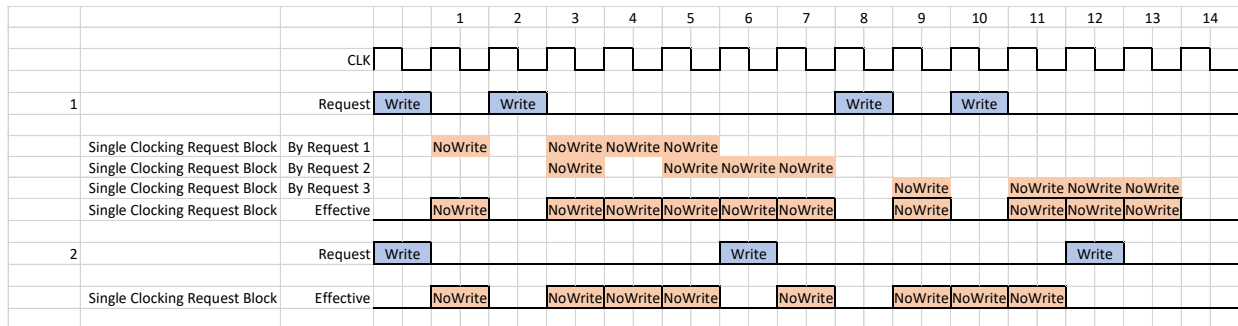 1 2 3 4 5 6 7 8 9 10 11 12 13 14
CLK
1 Request Write Write Write Write
Single Clocking Request Block By Request 1 NoWrite NoWrite NoWrite NoWrite
Single Clocking Request Block By Request 2 NoWrite NoWrite NoWrite NoWrite
Single Clocking Request Block By Request 3 NoWrite NoWrite NoWrite NoWrite
Single Clocking Request Block Effective NoWrite NoWrite NoWrite NoWrite NoWrite NoWrite NoWrite NoWrite NoWrite NoWrite
2 Request Write Write Write
Single Clocking Request Block Effective NoWrite NoWrite NoWrite NoWrite NoWrite NoWrite NoWrite NoWrite